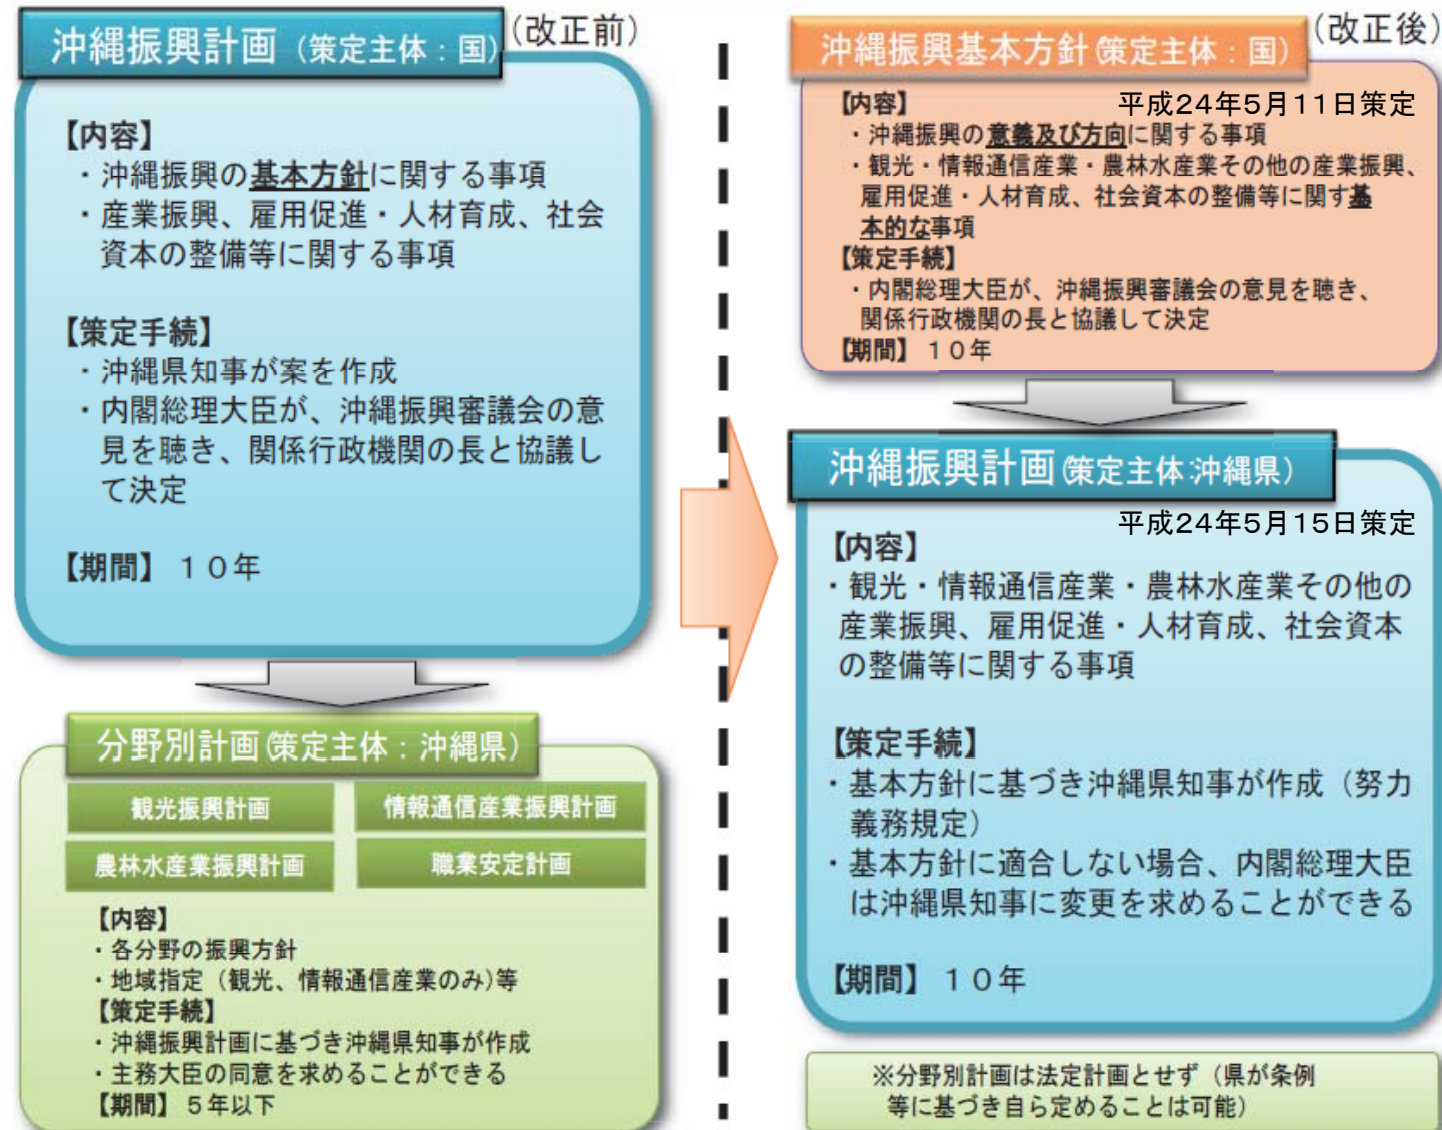 沖縄振興計画（策定主体：国）
（改正前）
【内容】
・沖縄振興の基本方針に関する事項
・産業振興、雇用促進・人材育成、社会
資本の整備等に関する事項
【策定手続】
・沖縄県知事が案を作成
・内閣総理大臣が、沖縄振興審議会の意
見を聴き、関係行政機関の長と協議し
て決定
【期間】１０年
分野別計画（策定主体：沖縄県）
観光振興計画
情報通信産業振興計画
農林水産業振興計画
職業安定計画
【内容】
・各分野の振興方針
・地域指定（観光、情報通信産業のみ）等
【策定手続】
・沖縄振興計画に基づき沖縄県知事が作成
・主務大臣の同意を求めることができる
【期間】５年以下
沖縄振興基本方針（策定主体：国）
（改正後）
平成２４年５月１１日策定
【内容】
・沖縄振興の意義及び方向に関する事項
・観光・情報通信産業・農林水産業その他の産業振興、
雇用促進・人材育成、社会資本の整備等に関す基
本的な事項
【策定手続】
・内閣総理大臣が、沖縄振興審議会の意見を聴き、
関係行政機関の長と協議して決定
【期間】１０年
沖縄振興計画（策定主体：沖縄県）
平成２４年５月１５日策定
【内容】
・観光・情報通信産業・農林水産業その他の
産業振興、雇用促進・人材育成、社会資本
の整備等に関する事項
【策定手続】
・基本方針に基づき沖縄県知事が作成（努力
義務規定）
・基本方針に適合しない場合、内閣総理大臣
は沖縄県知事に変更を求めることができる
【期間】１０年
※分野別計画は法定計画とせず（県が条例
等に基づき自ら定めることは可能）